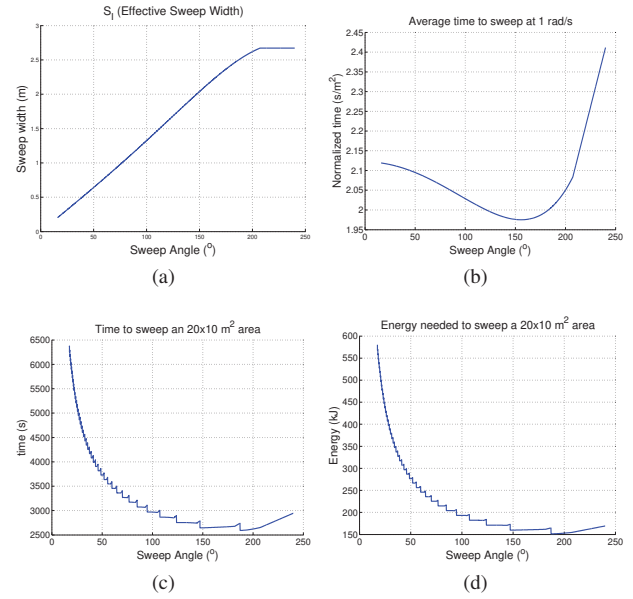 S_l (Effective Sweep Width)
3
2.5
2
1.5
1
0.5
0
0 50 100 150 200 250 300
Sweep width (m)
Sweep Angle (°)
(a)
Average time to sweep at 1 rad/s
2.45
2.4
2.35
2.3
2.25
2.2
2.15
2.1
2.05
2
1.95
0 50 100 150 200 250 300
Normalized time (s/m²)
Sweep Angle (°)
(b)
Time to sweep an 20x10 m² area
6500
6000
5500
5000
4500
4000
3500
3000
2500
0 50 100 150 200 250
time (s)
Sweep Angle (°)
(c)
Energy needed to sweep a 20x10 m² area
600
550
500
450
400
350
300
250
200
150
0 50 100 150 200 250
Energy (kJ)
Sweep Angle (°)
(d)